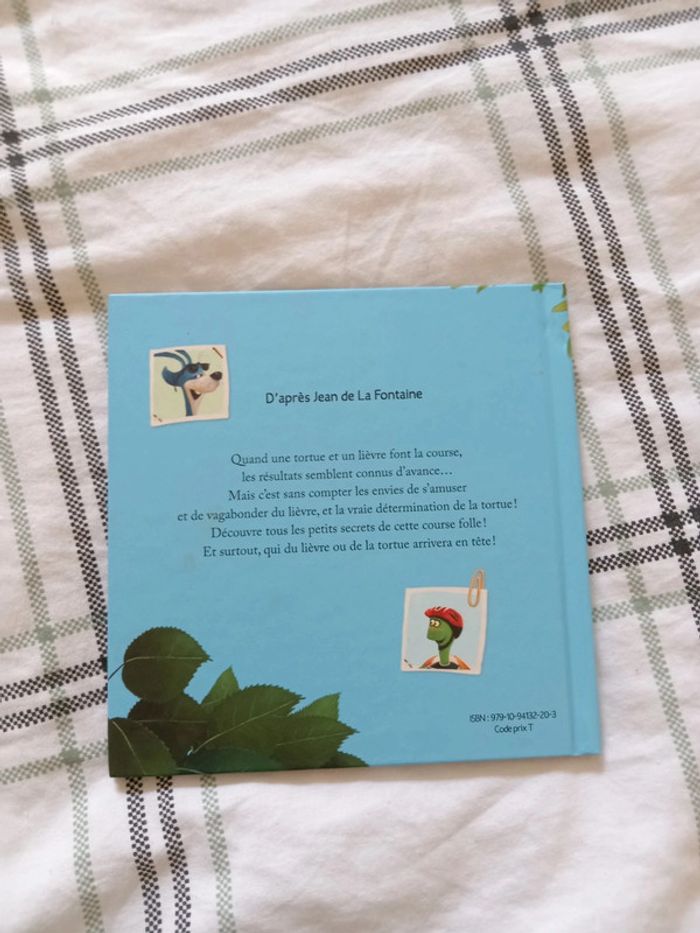 D'après Jean de La Fontaine
Quand une tortue et un lièvre font la course,
les résultats semblent connus d'avance…
Mais c'est sans compter les envies de s'amuser
et de vagabonder du lièvre, et la vraie détermination de la tortue !
Découvre tous les petits secrets de cette course folle !
Et surtout, qui du lièvre ou de la tortue arrivera en tête !
ISBN : 979-10-94132-20-3
Code prix T